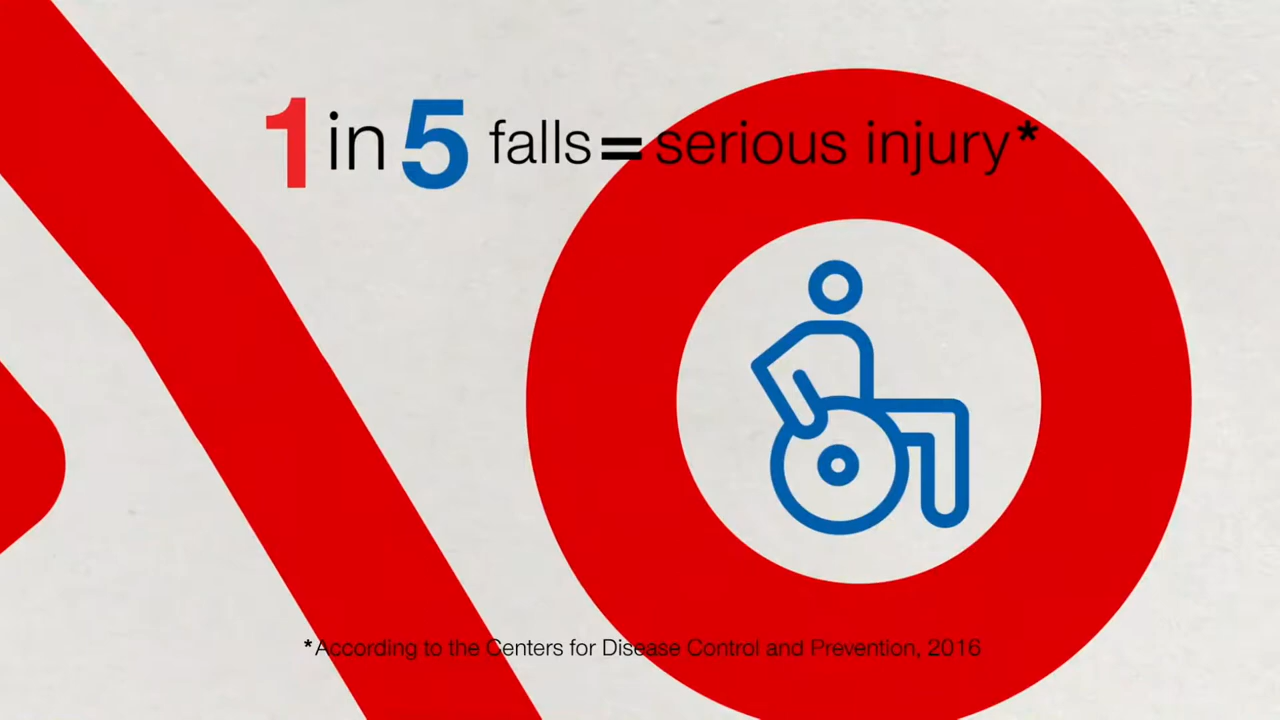 1 in 5 falls = serious injury*
*According to the Centers for Disease Control and Prevention, 2016